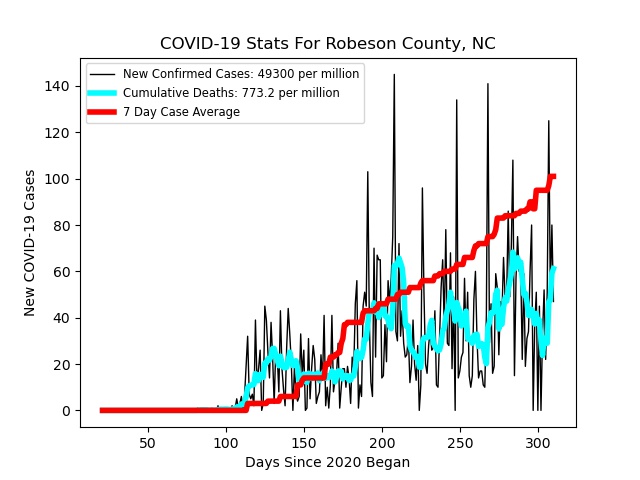 COVID-19 Stats For Robeson County, NC
New Confirmed Cases: 49300 per million
Cumulative Deaths: 773.2 per million
7 Day Case Average
New COVID-19 Cases
140
120
100
80
60
40
20
0
50 100 150 200 250 300
Days Since 2020 Began